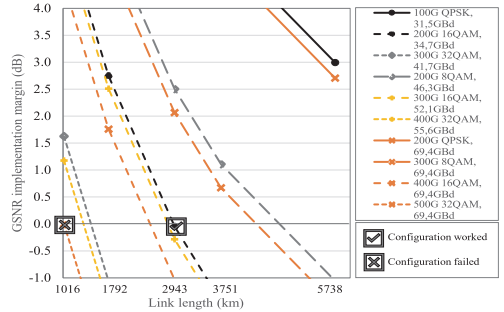 4.0
3.5
3.0
2.5
2.0
1.5
1.0
0.5
0.0
-0.5
-1.0
GSNR implementation margin (dB)
1016 1792 2943 3751 5738
Link length (km)
100G QPSK,
31,5GBd
200G 16QAM,
34,7GBd
300G 32QAM,
41,7GBd
200G 8QAM,
46,3GBd
300G 16QAM,
52,1GBd
400G 32QAM,
55,6GBd
200G QPSK,
69,4GBd
300G 8QAM,
69,4GBd
400G 16QAM,
69,4GBd
500G 32QAM,
69,4GBd
Configuration worked
Configuration failed